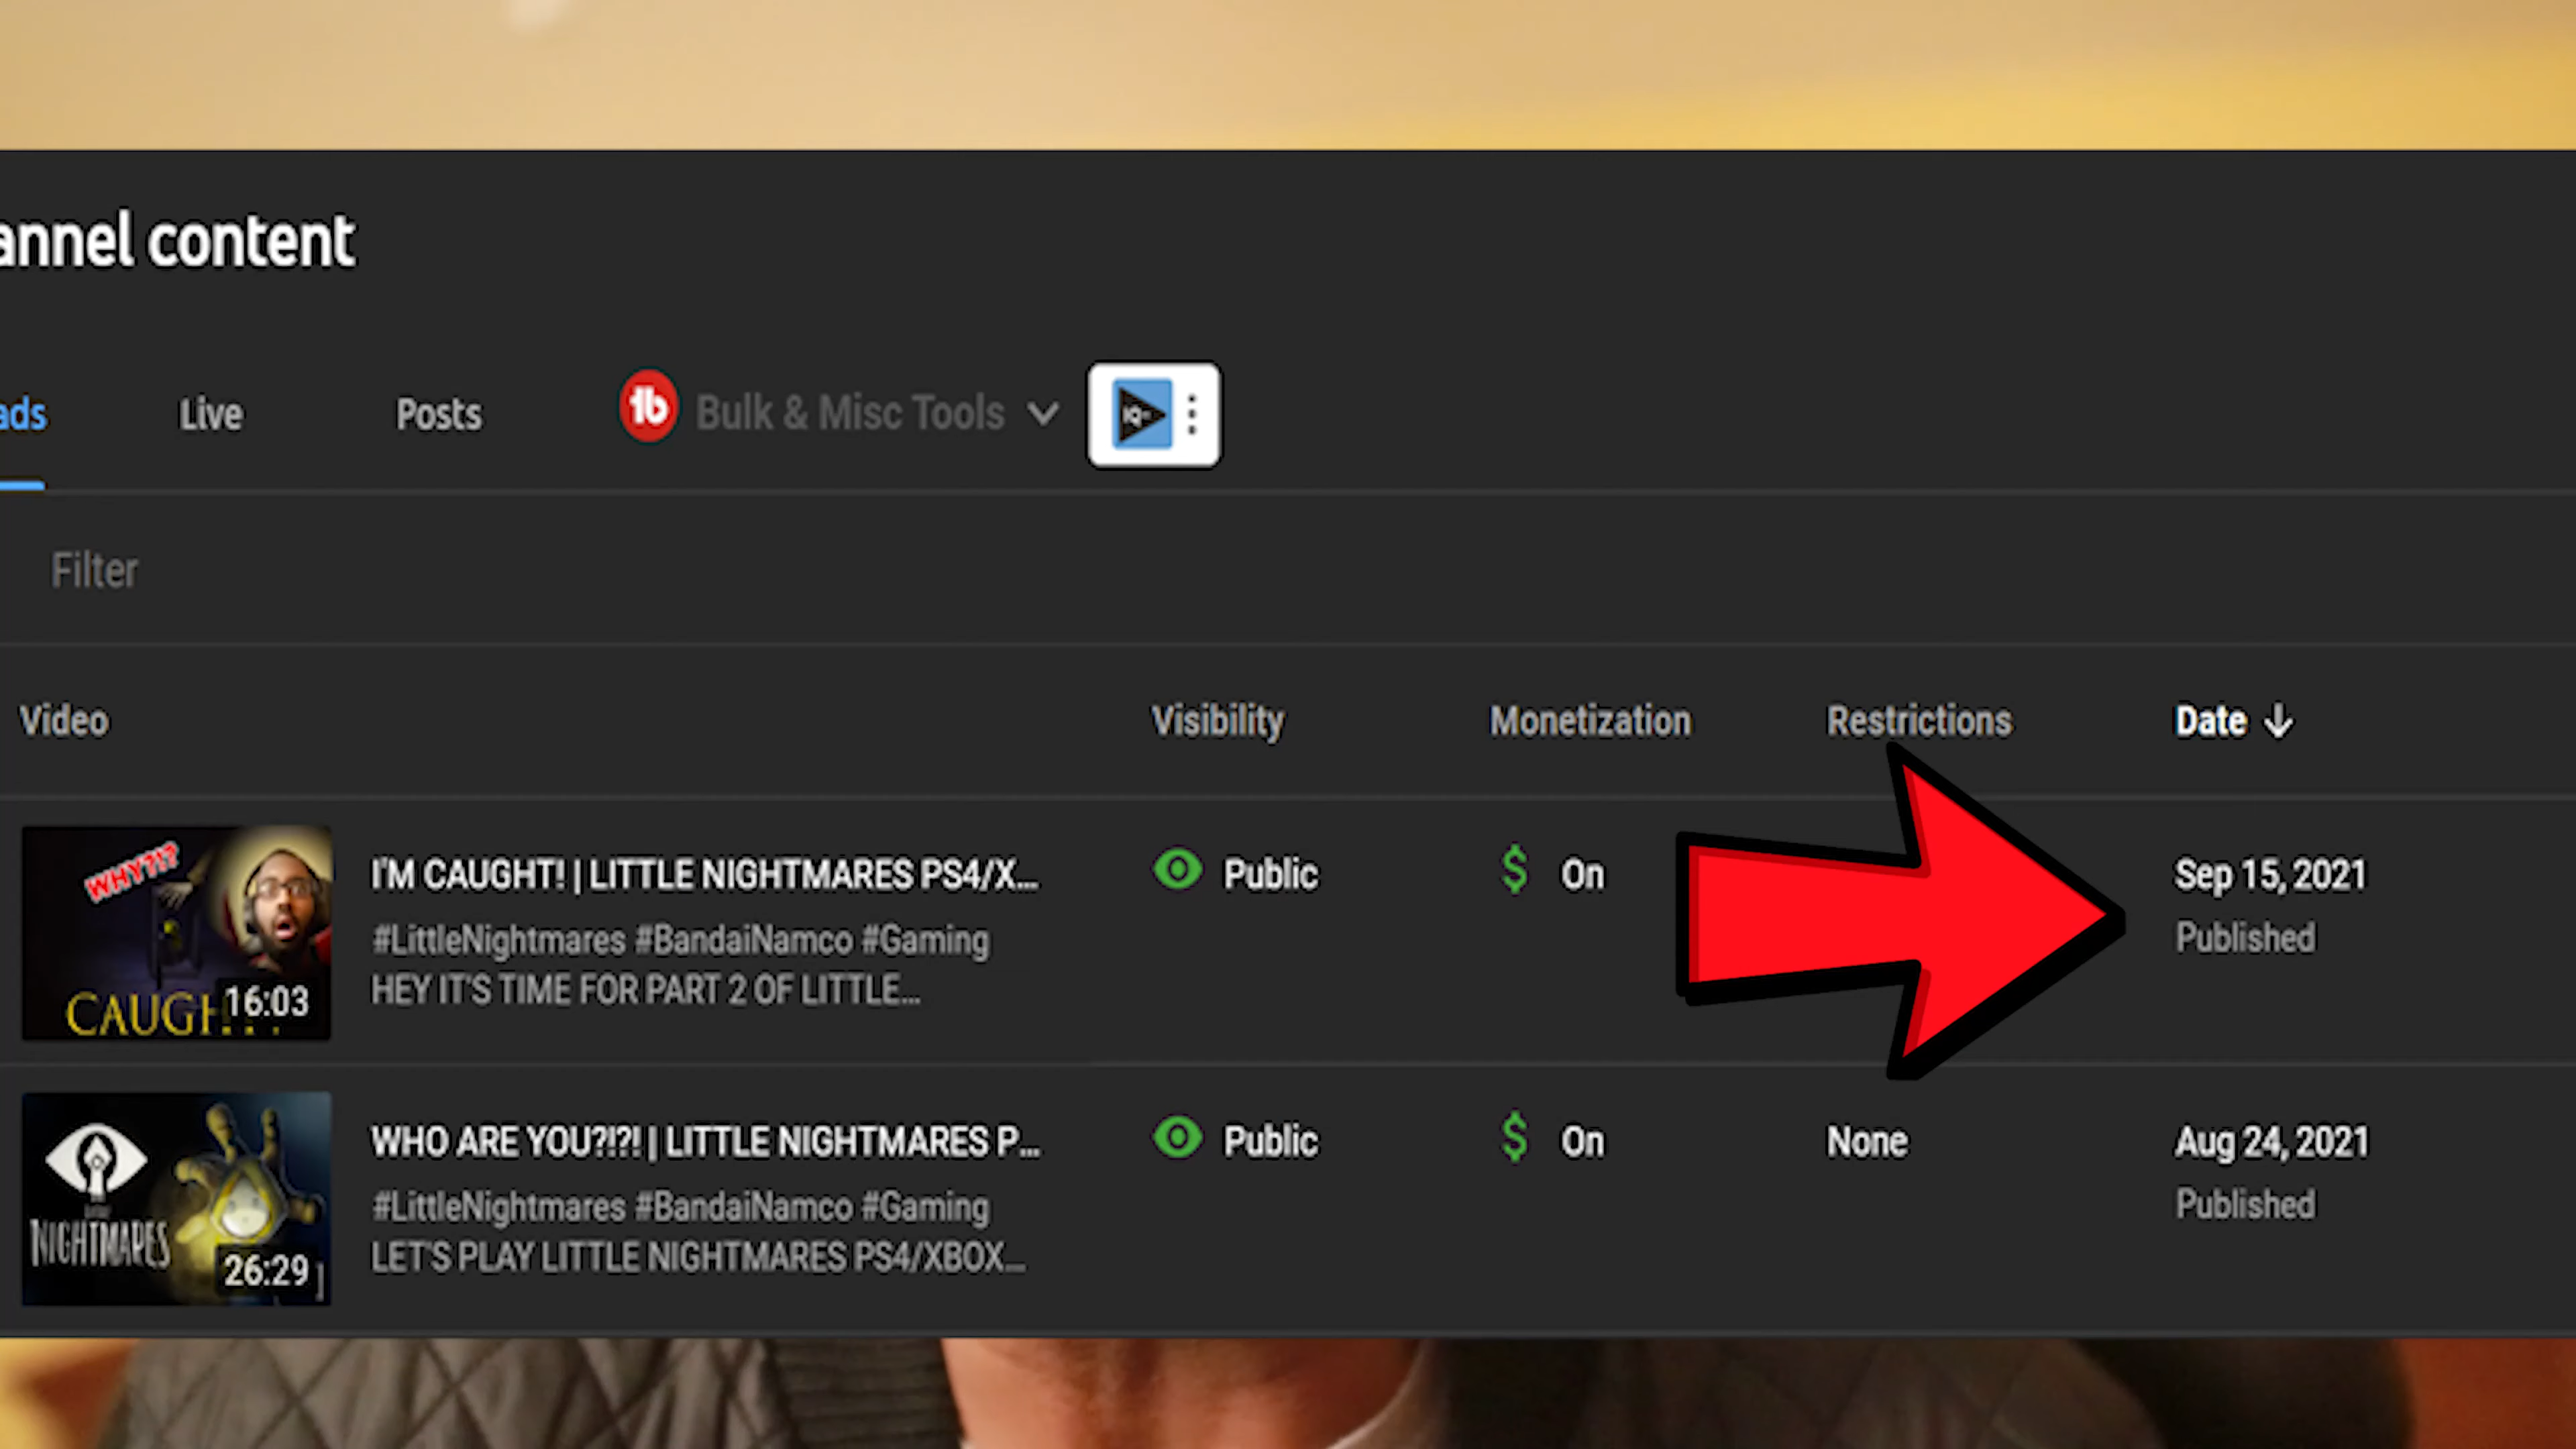 annel content
ads Live Posts tb Bulk & Misc Tools IQ
Filter
Video Visibility Monetization Restrictions Date
WHY?!?
CAUGH
16:03
I'M CAUGHT! | LITTLE NIGHTMARES PS4/X... Public $ On Sep 15, 2021
#LittleNightmares #BandaiNamco #Gaming Published
HEY IT'S TIME FOR PART 2 OF LITTLE...
NIGHTMARES
26:29
WHO ARE YOU?!?! | LITTLE NIGHTMARES P... Public $ On None Aug 24, 2021
#LittleNightmares #BandaiNamco #Gaming Published
LET'S PLAY LITTLE NIGHTMARES PS4/XBOX...